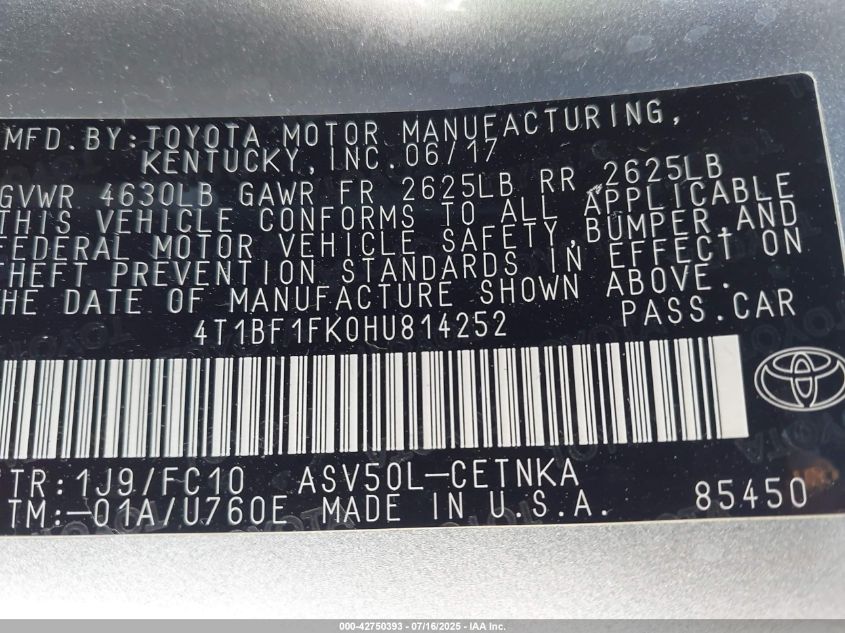 MFD. BY: TOYOTA MOTOR MANUFACTURING,
KENTUCKY, INC. 06/17
GVWR 4630LB GAWR FR 2625LB RR 2625LB
THIS VEHICLE CONFORMS TO ALL APPLICABLE
FEDERAL MOTOR VEHICLE SAFETY, BUMPER, AND
THEFT PREVENTION STANDARDS IN EFFECT ON
THE DATE OF MANUFACTURE SHOWN ABOVE.
4T1BF1FK0HU814252 PASS. CAR
TR: 1J9/FC10 ASV50L-CETNKA
TM: -01A/U760E MADE IN U.S.A. 85450
000-42750393 - 07/16/2025 - IAA Inc.